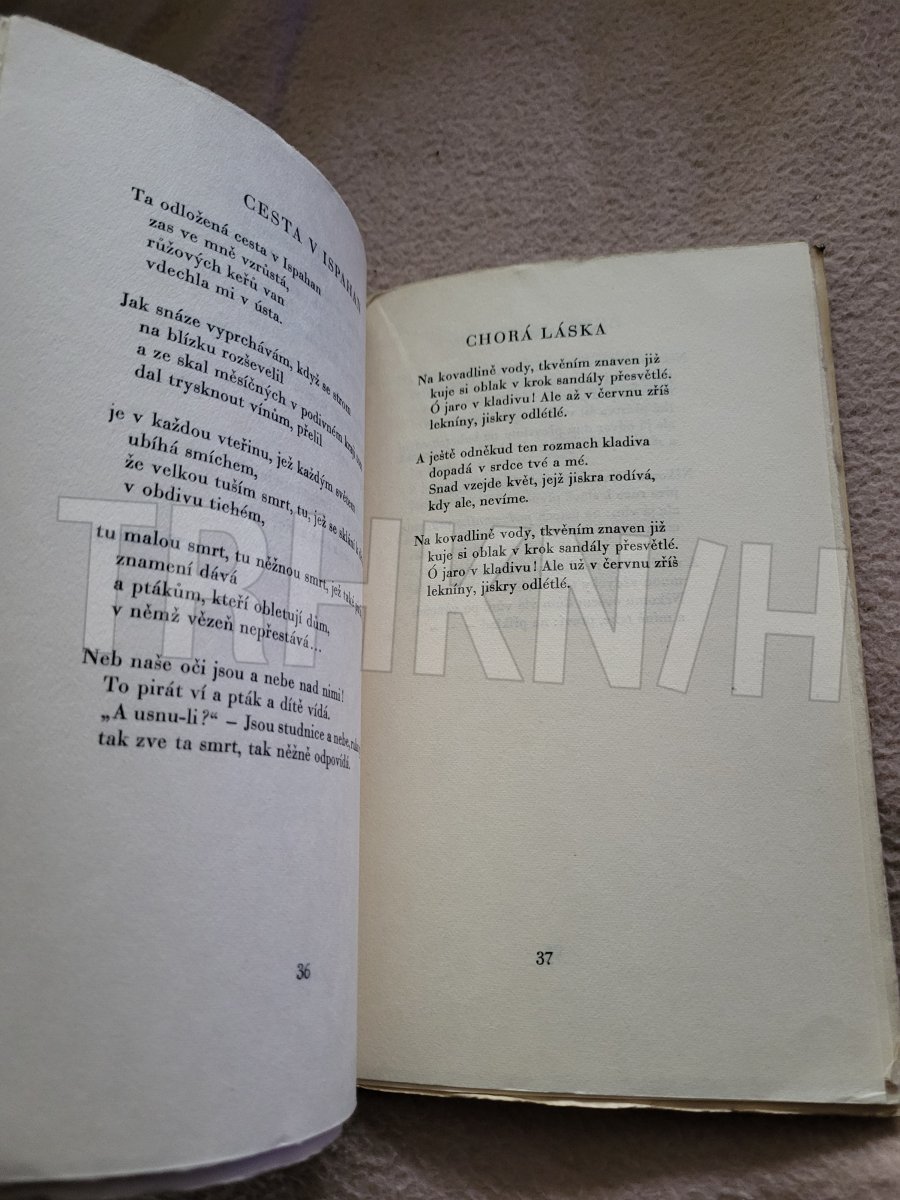 CESTA V ISPAHAN
Ta odložená cesta v Ispahan
zas ve mně vzrůstá,
růžových keřů van
vdechla mi v ústa.
Jak snáze vyprchávám, když se strom
na blízku rozševelil
a ze skal měsíčných v podivném kraji
dal trysknout vínům, přelil
je v každou vteřinu, jež každým světem
ubíhá smíchem,
že velkou tuším smrt, tu, jež se sklání
v obdivu tichém,
tu malou smrt, tu něžnou smrt, jež také
znamení dává
a ptákům, kteří obletují dům,
v němž vězeň nepřestává...
Neb naše oči jsou a nebe nad nimi!
To pirát ví a pták a dítě vídá.
„A usnu-li?“ – Jsou studnice a nebe,
tak zve ta smrt, tak něžně odpovídá.
36
CHORÁ LÁSKA
Na kovadlině vody, tkvěním znaven již
kuje si oblak v krok sandály přesvětlé.
Ó jaro v kladivu! Ale až v červnu zříš
lekníny, jiskry odlétlé.
A ještě odněkud ten rozmach kladiva
dopadá v srdce tvé a mé.
Snad vzejde květ, jejž jiskra rodívá,
kdy ale, nevíme.
Na kovadlině vody, tkvěním znaven již
kuje si oblak v krok sandály přesvětlé.
Ó jaro v kladivu! Ale už v červnu zříš
lekníny, jiskry odlétlé.
37
TRHKNIH